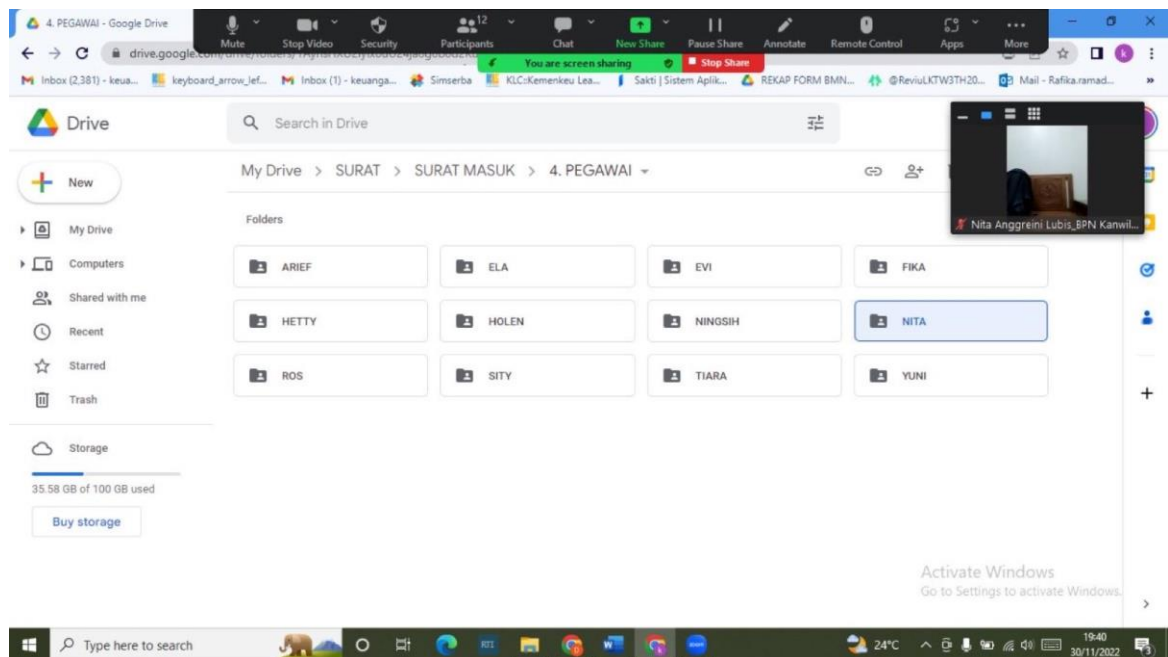 4. PEGAWAI - Google Drive
Mute
Stop Video
Security
12
Participants
Chat
New Share
Pause Share
Annotate
Remote Control
Apps
More
drive.google.com
You are screen sharing
Stop Share
Inbox (2,381) - keua...
keyboard_arrow_lef...
Inbox (1) - keuanga...
Simserba
KLC::Kemenkeu Lea...
Sakti | Sistem Aplik...
REKAP FORM BMN...
@ReviuLKTW3TH20...
Mail - Rafika.ramad...
Drive
Search in Drive
New
My Drive > SURAT > SURAT MASUK > 4. PEGAWAI
Nita Anggreini Lubis_BPN Kanwil...
My Drive
Computers
Shared with me
Recent
Starred
Trash
Storage
35.58 GB of 100 GB used
Buy storage
Folders
ARIEF
ELA
EVI
FIKA
HETTY
HOLEN
NINGSIH
NITA
ROS
SITY
TIARA
YUNI
Activate Windows
Go to Settings to activate Windows.
Type here to search
24°C
19:40
30/11/2022